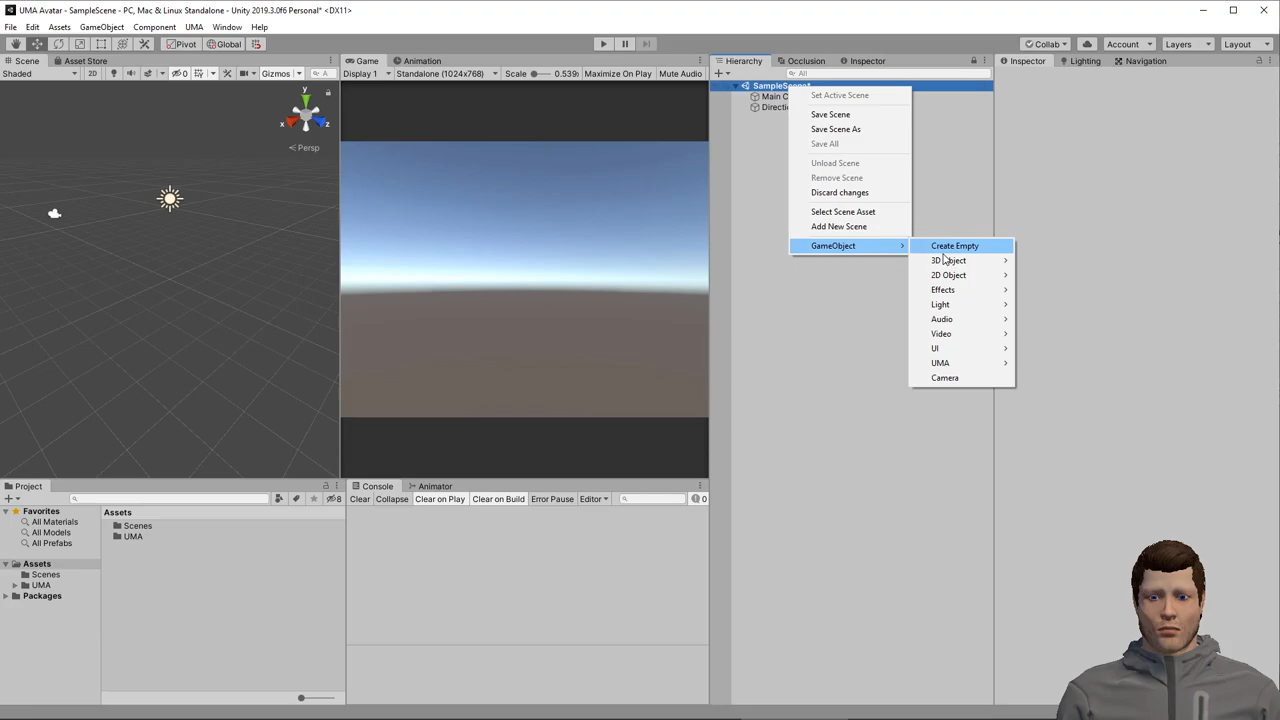 UMA Avatar - SampleScene - PC, Mac & Linux Standalone - Unity 2019.3.0f6 Personal* <DX11>
File Edit Assets GameObject Component UMA Window Help
Pivot Global Collab Account Layers Layout
Scene Asset Store
Game Animation
Hierarchy Occlusion Inspector
Inspector Lighting Navigation
Shaded 2D 0 Gizmos A
Display 1 Standalone (1024x768) Scale 0.539 Maximize On Play Mute Audio
All
SampleScene*
Main C
Directi
y
x z
Persp
Set Active Scene
Save Scene
Save Scene As
Save All
Unload Scene
Remove Scene
Discard changes
Select Scene Asset
Add New Scene
GameObject
Create Empty
3D Object
2D Object
Effects
Light
Audio
Video
UI
UMA
Camera
Project
8
Favorites
All Materials
All Models
All Prefabs
Assets
Scenes
UMA
Packages
Assets
Scenes
UMA
Console Animator
Clear Collapse Clear on Play Clear on Build Error Pause Editor 0